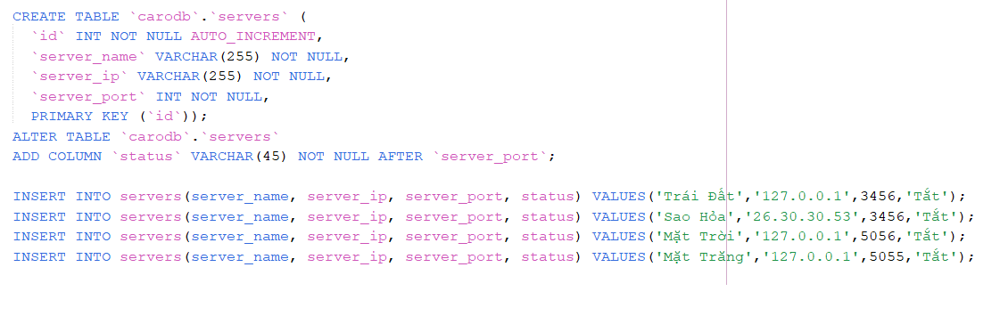 CREATE TABLE `carodb`.`servers` (
`id` INT NOT NULL AUTO_INCREMENT,
`server_name` VARCHAR(255) NOT NULL,
`server_ip` VARCHAR(255) NOT NULL,
`server_port` INT NOT NULL,
PRIMARY KEY (`id`));
ALTER TABLE `carodb`.`servers`
ADD COLUMN `status` VARCHAR(45) NOT NULL AFTER `server_port`;
INSERT INTO servers(server_name, server_ip, server_port, status) VALUES('Trái Đất','127.0.0.1',3456,'Tắt');
INSERT INTO servers(server_name, server_ip, server_port, status) VALUES('Sao Hỏa','26.30.30.53',3456,'Tắt');
INSERT INTO servers(server_name, server_ip, server_port, status) VALUES('Mặt Trời','127.0.0.1',5056,'Tắt');
INSERT INTO servers(server_name, server_ip, server_port, status) VALUES('Mặt Trăng','127.0.0.1',5055,'Tắt');